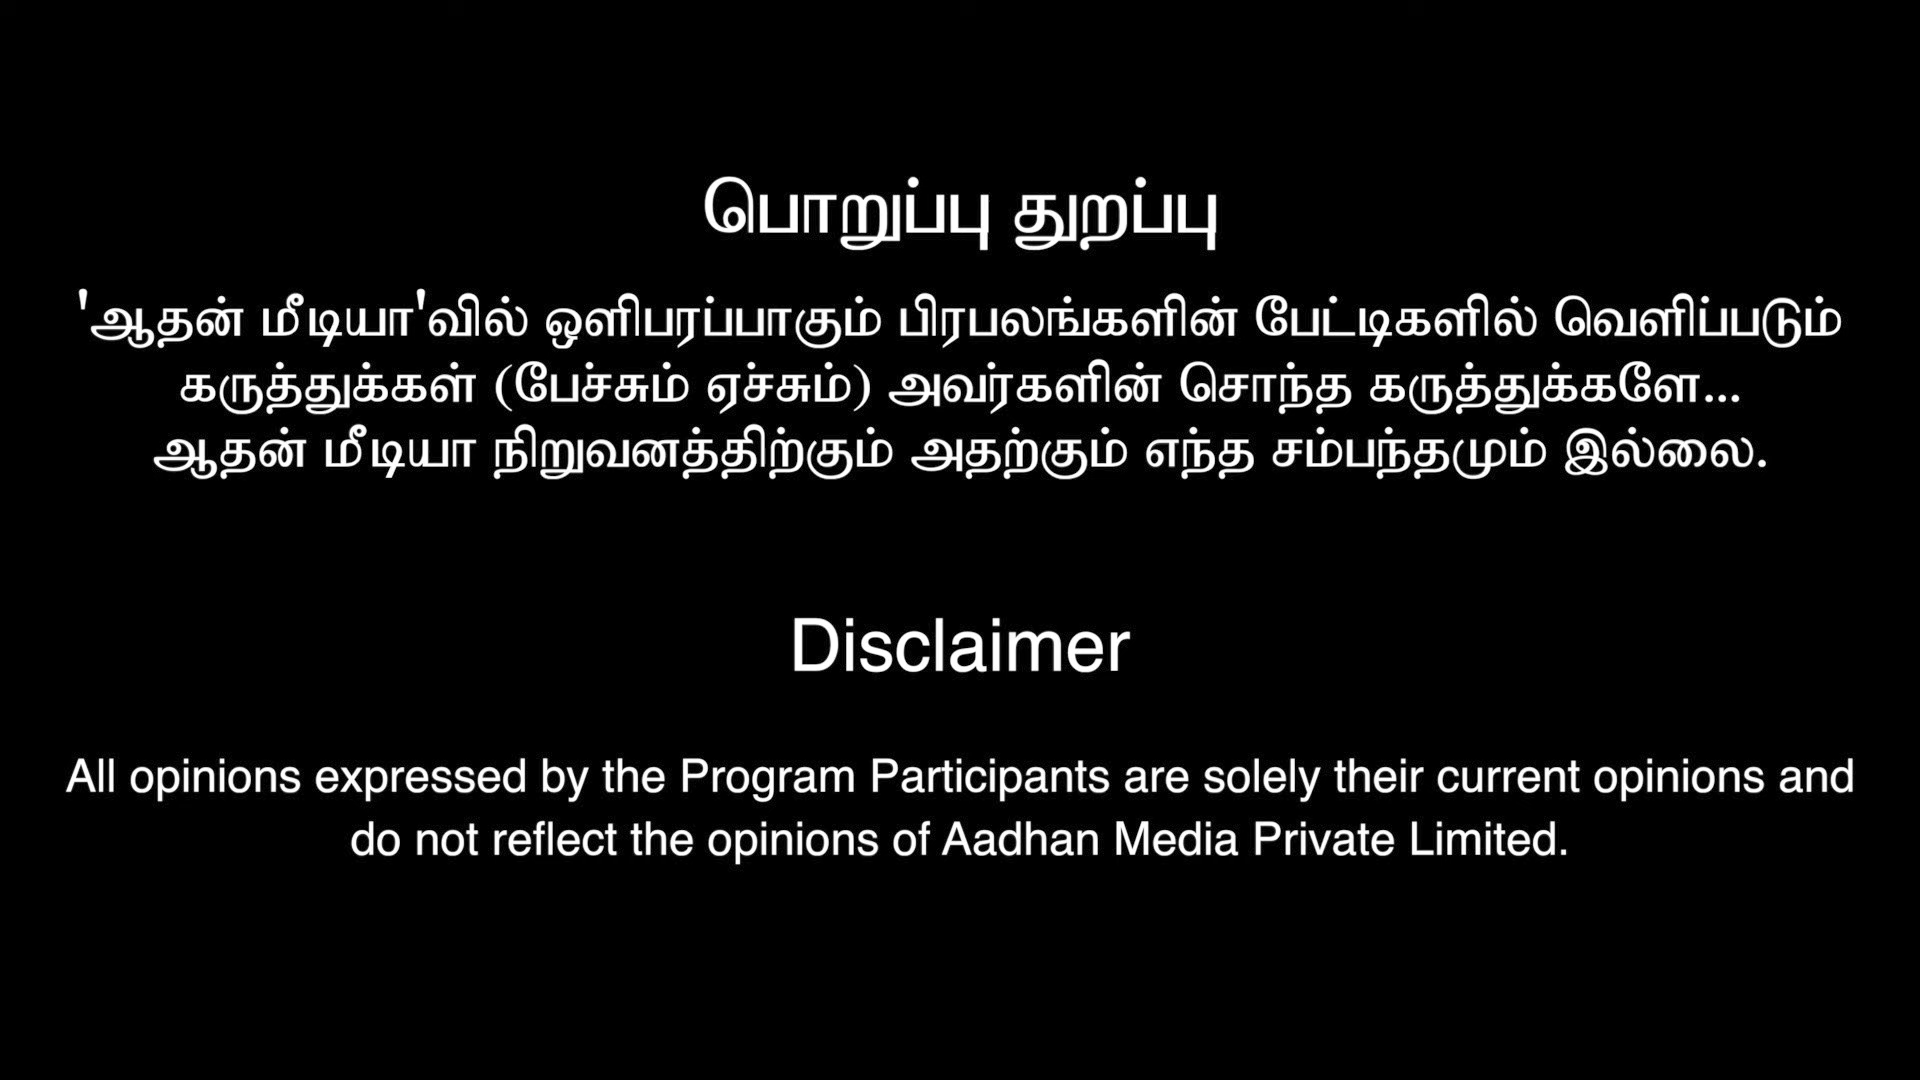 பொறுப்பு துறப்பு
'ஆதன் மீடியா'வில் ஒளிபரப்பாகும் பிரபலங்களின் பேட்டிகளில் வெளிப்படும்
கருத்துக்கள் (பேச்சும் ஏச்சும்) அவர்களின் சொந்த கருத்துக்களே...
ஆதன் மீடியா நிறுவனத்திற்கும் அதற்கும் எந்த சம்பந்தமும் இல்லை.
Disclaimer
All opinions expressed by the Program Participants are solely their current opinions and
do not reflect the opinions of Aadhan Media Private Limited.